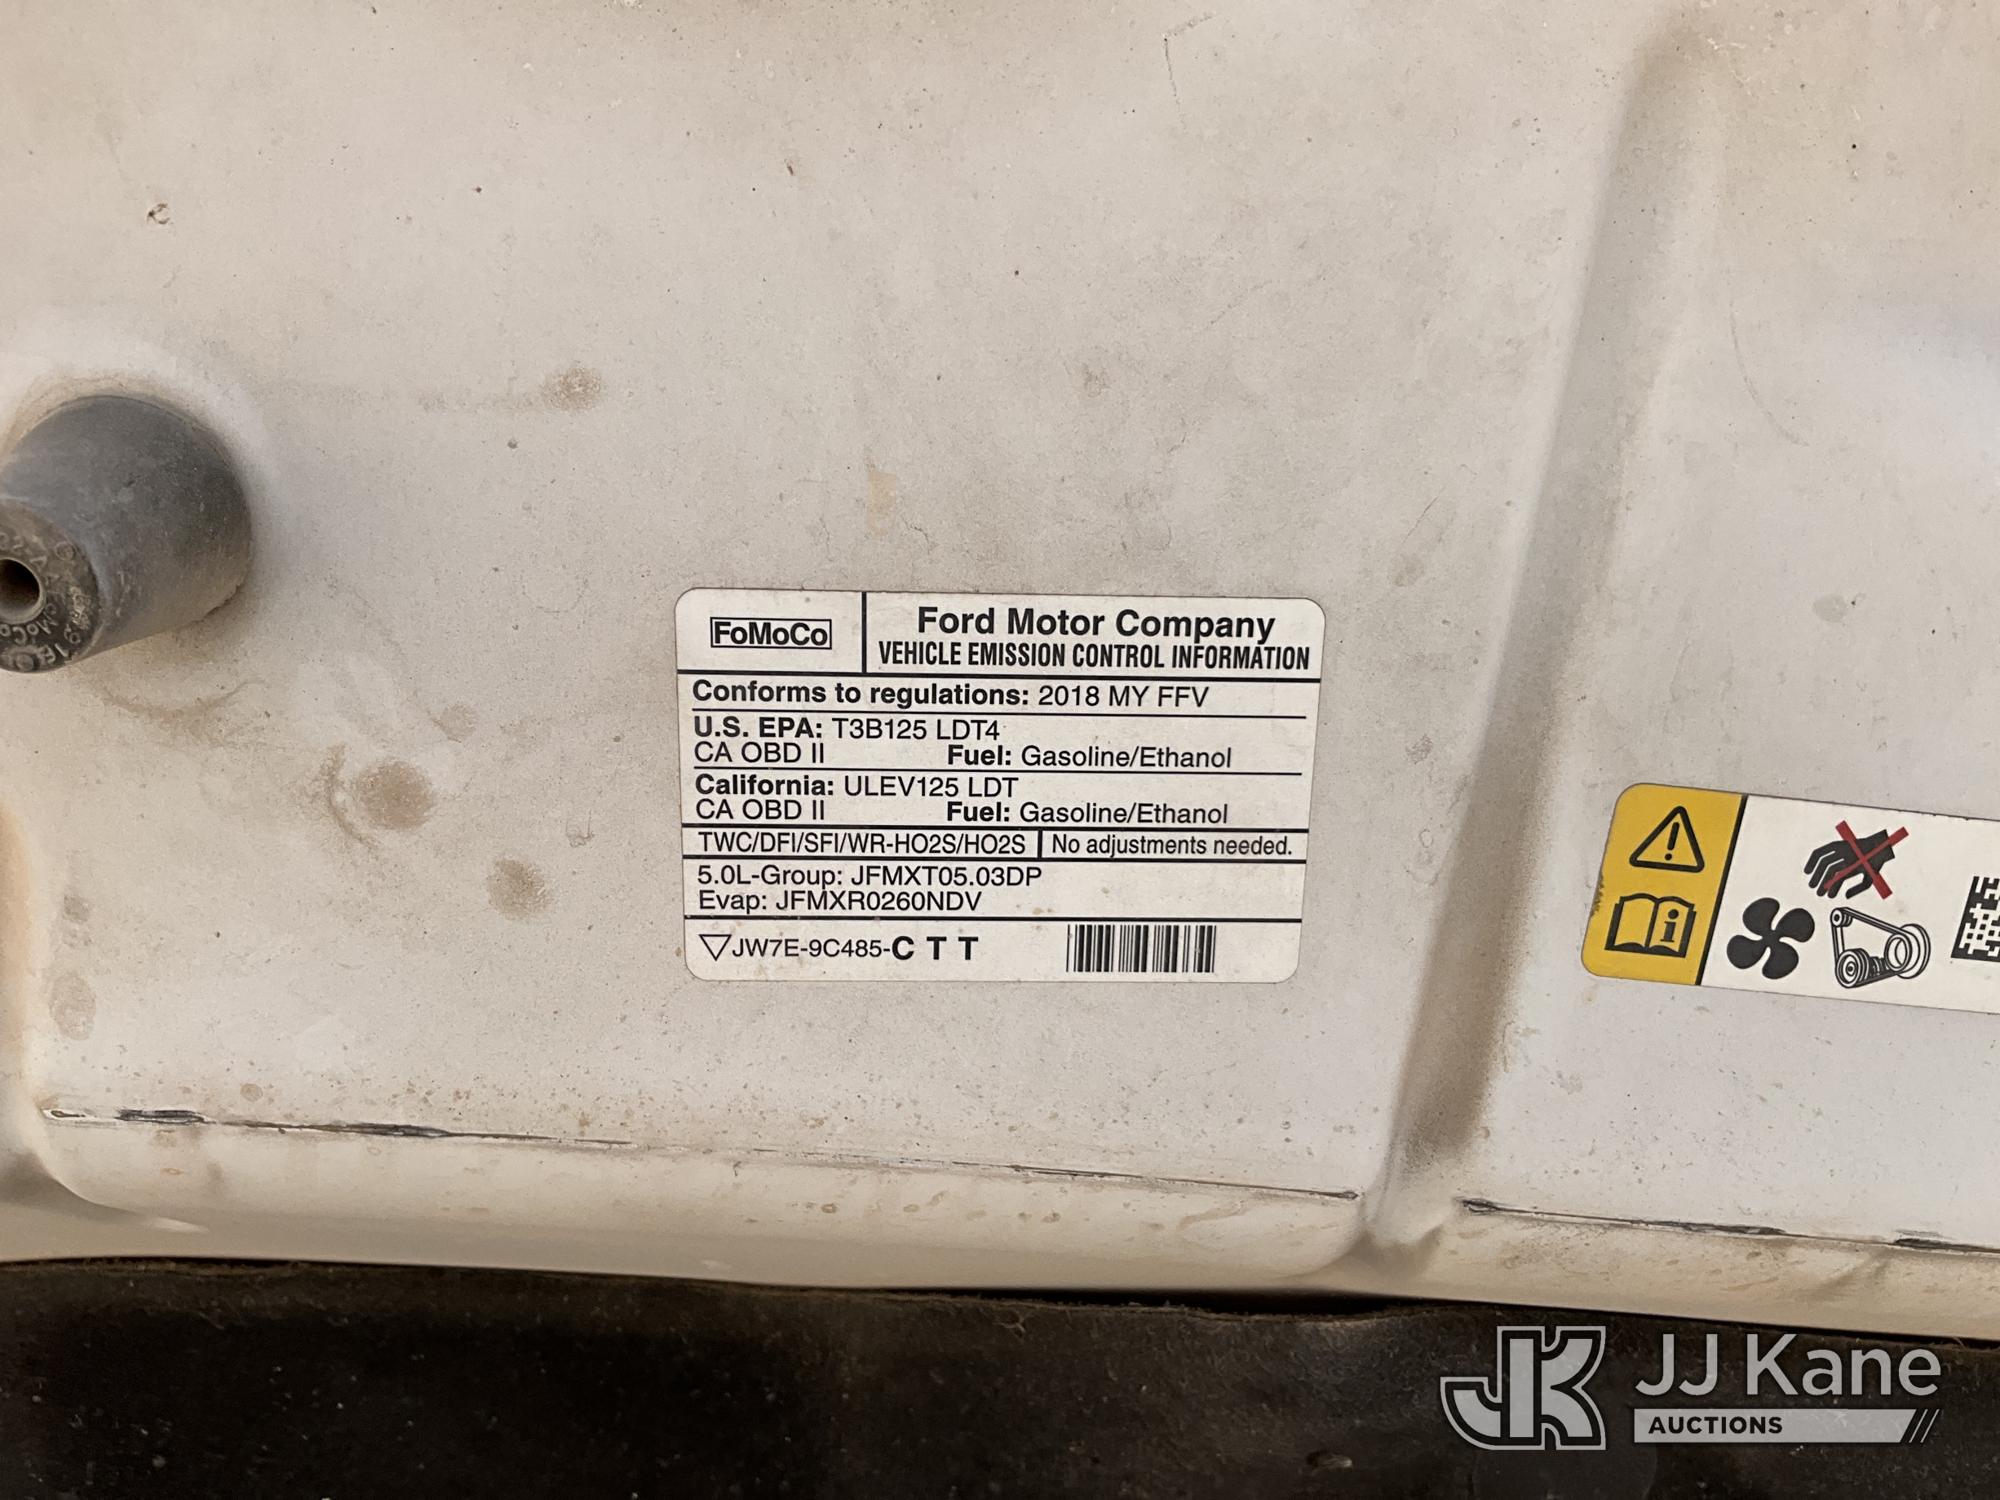 FoMoCo
Ford Motor Company
VEHICLE EMISSION CONTROL INFORMATION
Conforms to regulations: 2018 MY FFV
U.S. EPA: T3B125 LDT4
CA OBD II Fuel: Gasoline/Ethanol
California: ULEV125 LDT
CA OBD II Fuel: Gasoline/Ethanol
TWC/DFI/SFI/WR-HO2S/HO2S No adjustments needed.
5.0L-Group: JFMXT05.03DP
Evap: JFMXR0260NDV
JW7E-9C485-C T T
JK JJ Kane
AUCTIONS